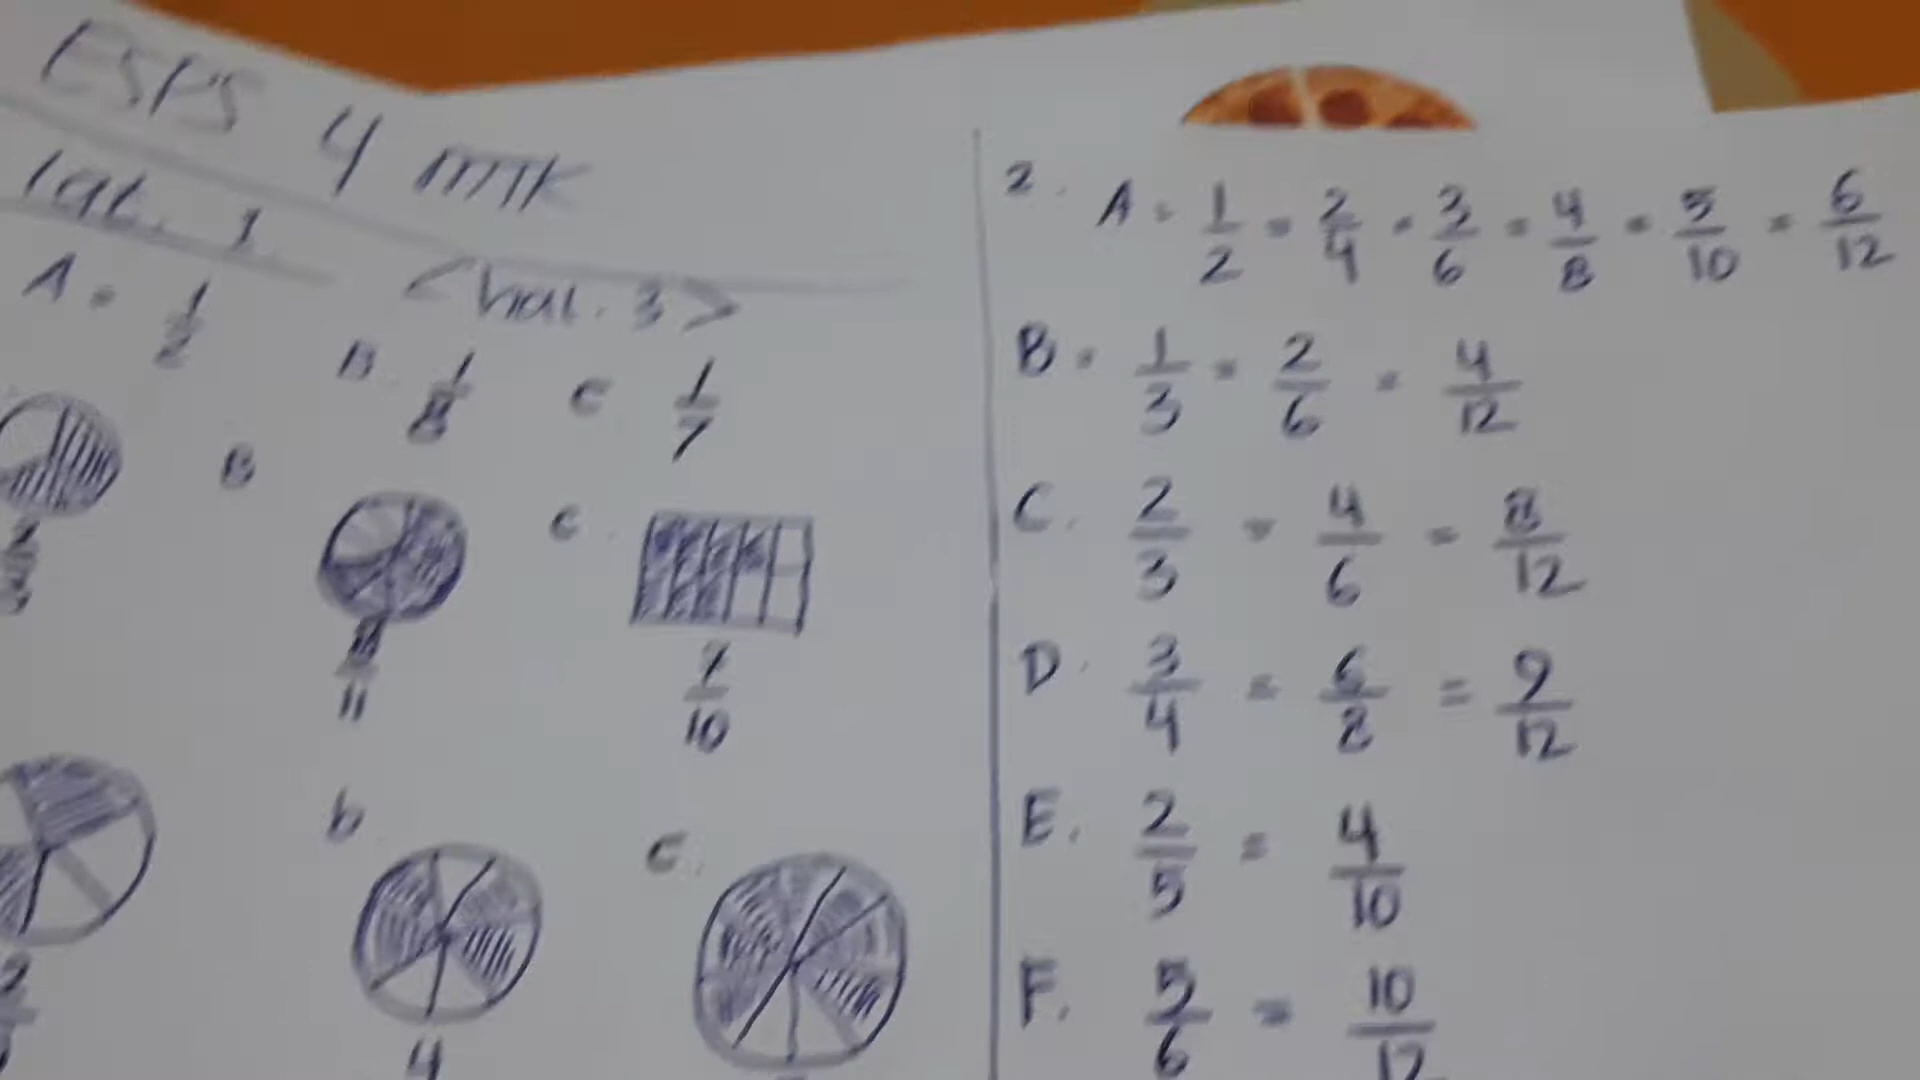 ESPS 4 MTK
lat. 1
<hal. 3>
A = 1/2 B. 1/8 C 1/7
B C.
8/11 7/10
b. c.
4
2. A = 1/2 = 2/4 = 3/6 = 4/8 = 5/10 = 6/12
B = 1/3 = 2/6 = 4/12
C. 2/3 = 4/6 = 8/12
D. 3/4 = 6/8 = 9/12
E. 2/5 = 4/10
F. 5/6 = 10/12